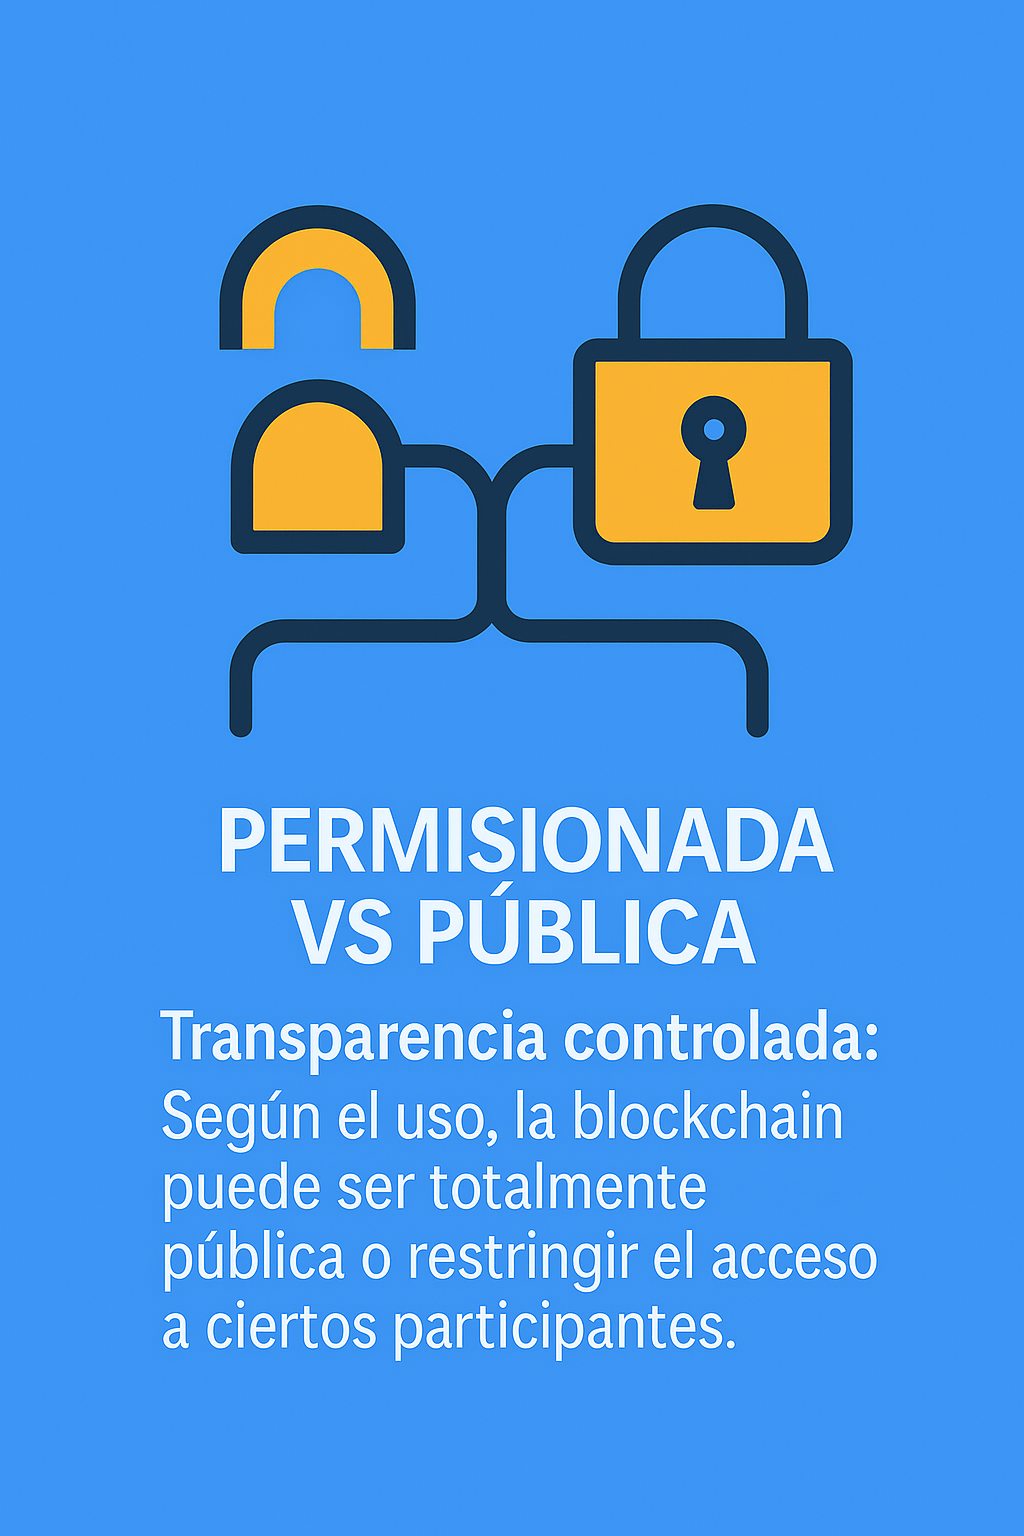 PERMISIONADA
VS PÚBLICA
Transparencia controlada:
Según el uso, la blockchain
puede ser totalmente
pública o restringir el acceso
a ciertos participantes.